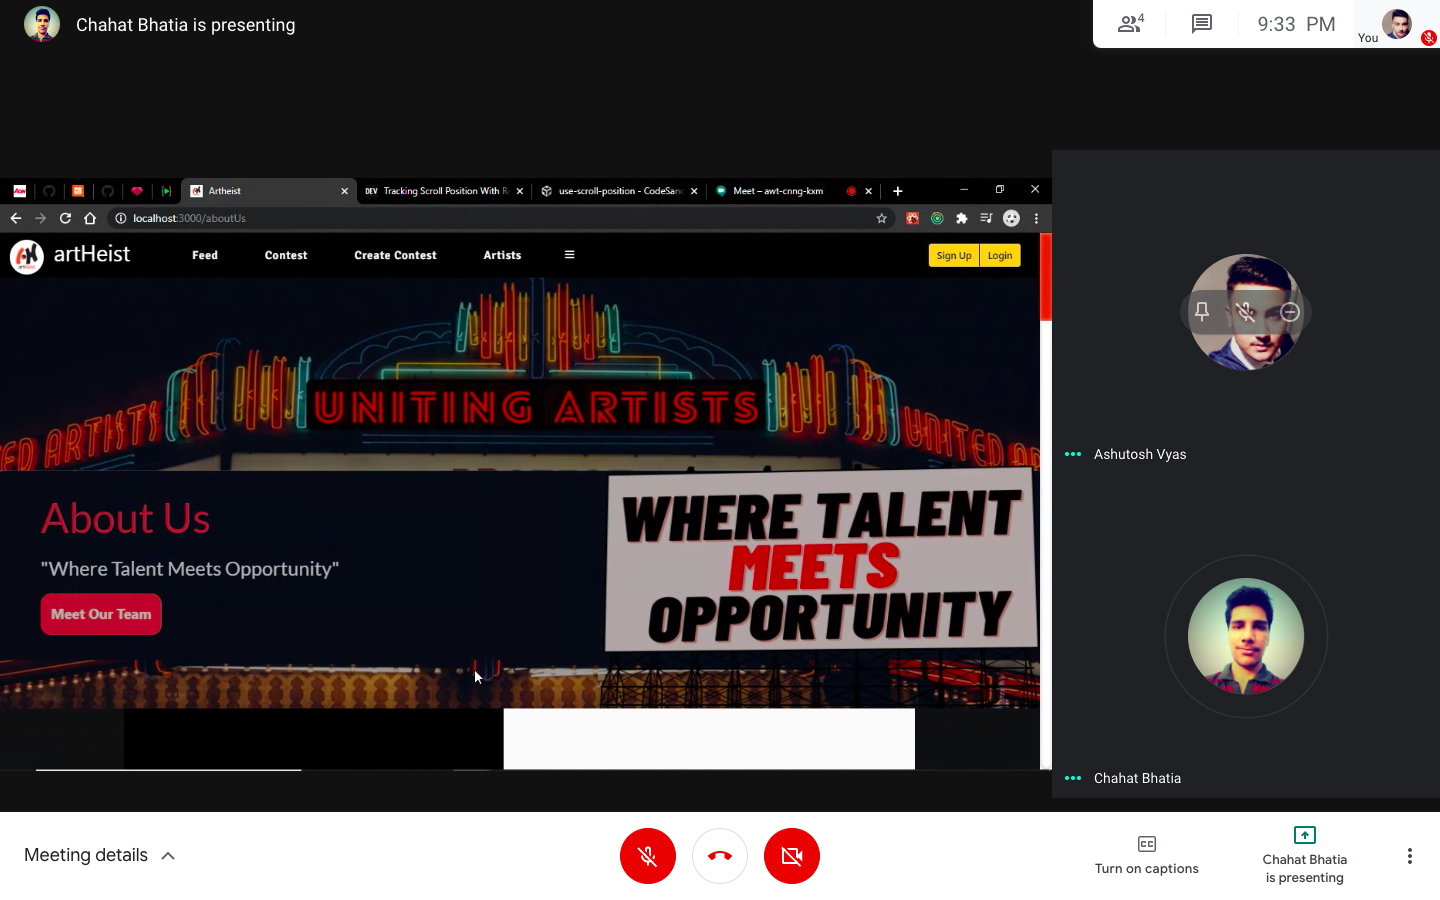 Chahat Bhatia is presenting
4
9:33 PM
You
Artheist
DEV Tracking Scroll Position With R
use-scroll-position - CodeSan
Meet – awt-cnng-kxm
localhost:3000/aboutUs
artHeist
Feed
Contest
Create Contest
Artists
Sign Up
Login
UNITING ARTISTS
ED ARTISTS
UNITED AR
About Us
"Where Talent Meets Opportunity"
Meet Our Team
WHERE TALENT
MEETS
OPPORTUNITY
Ashutosh Vyas
Chahat Bhatia
Meeting details
CC
Turn on captions
Chahat Bhatia
is presenting